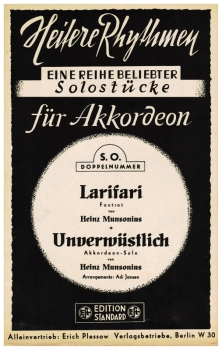 Heitere Rhythmen
EINE REIHE BELIEBTER
Solostücke
für Akkordeon
S.O.
DOPPELNUMMER
Larifari
Foxtrot
von
Heinz Munsonius
Unverwüstlich
Akkordeon-Solo
von
Heinz Munsonius
Arrangements: Adi Jansen
EDITION
STANDARD
Alleinvertrieb: Erich Plessow Verlagsbetriebe, Berlin W 30